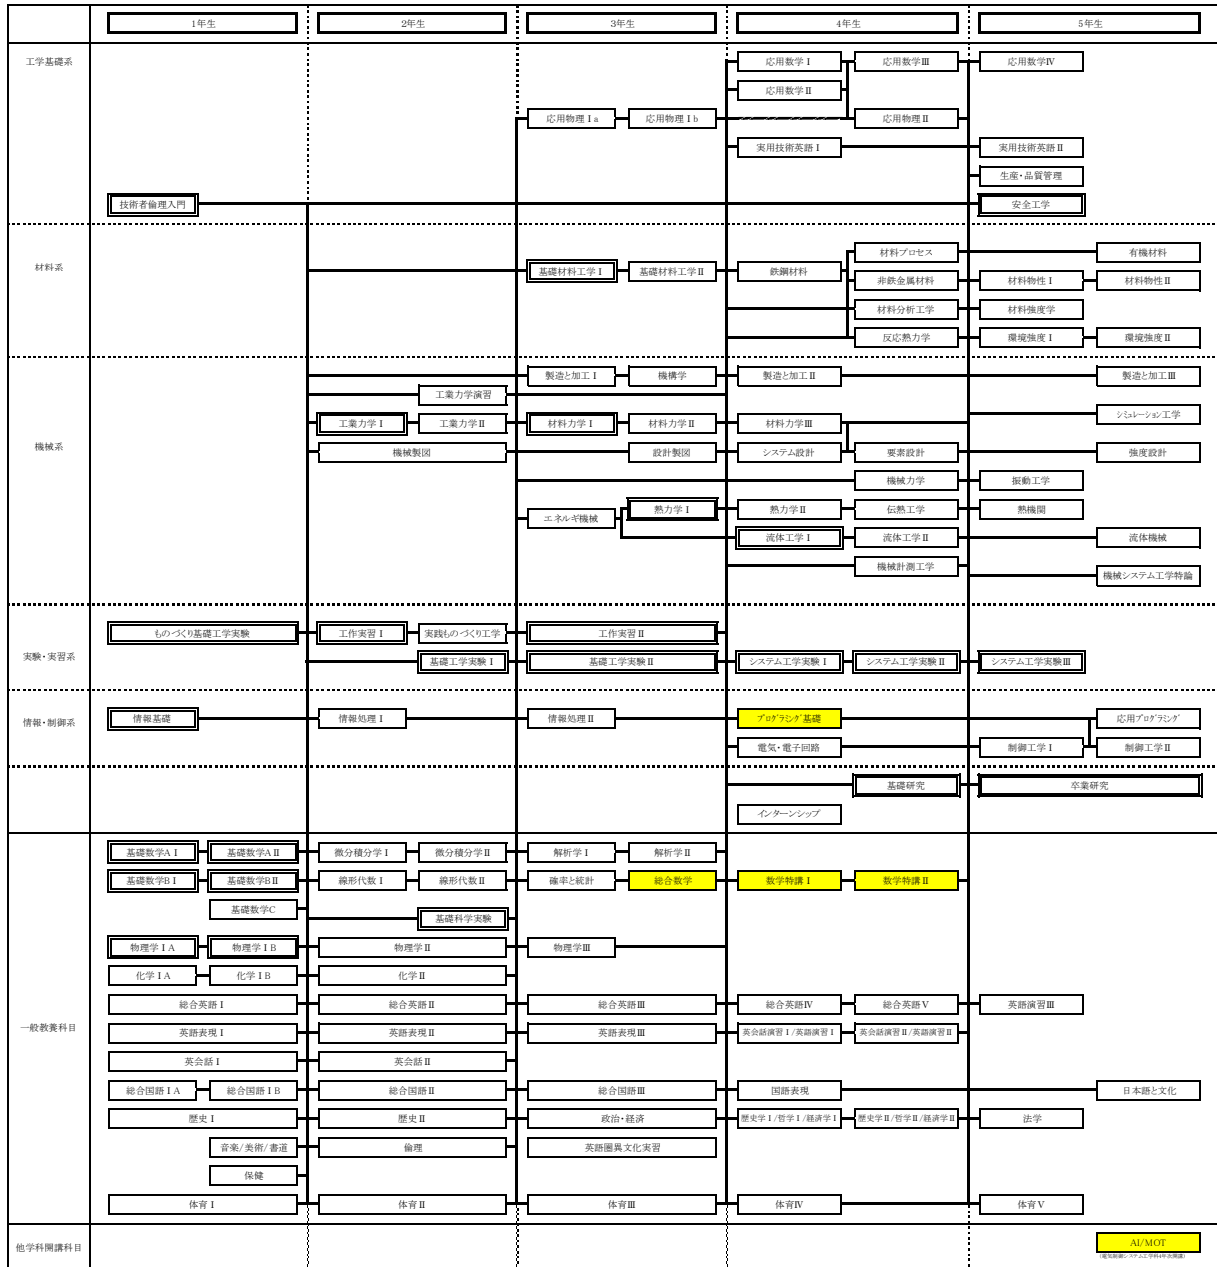 1年生 2年生 3年生 4年生 5年生
工学基礎系
応用数学Ⅰ 応用数学Ⅲ 応用数学Ⅳ
応用数学Ⅱ
応用物理Ⅰa 応用物理Ⅰb 応用物理Ⅱ
実用技術英語Ⅰ 実用技術英語Ⅱ
生産・品質管理
技術者倫理入門 安全工学
材料系
材料プロセス 有機材料
基礎材料工学Ⅰ 基礎材料工学Ⅱ 鉄鋼材料
非鉄金属材料 材料物性Ⅰ 材料物性Ⅱ
材料分析工学 材料強度学
反応熱力学 環境強度Ⅰ 環境強度Ⅱ
機械系
製造と加工Ⅰ 機構学 製造と加工Ⅱ 製造と加工Ⅲ
工業力学演習
シミュレーション工学
工業力学Ⅰ 工業力学Ⅱ 材料力学Ⅰ 材料力学Ⅱ 材料力学Ⅲ
機械製図 設計製図 システム設計 要素設計 強度設計
機械力学 振動工学
エネルギ機械 熱力学Ⅰ 熱力学Ⅱ 伝熱工学 熱機関
流体工学Ⅰ 流体工学Ⅱ 流体機械
機械計測工学
機械システム工学特論
実験・実習系
ものづくり基礎工学実験 工作実習Ⅰ 実践ものづくり工学 工作実習Ⅱ
基礎工学実験Ⅰ 基礎工学実験Ⅱ システム工学実験Ⅰ システム工学実験Ⅱ システム工学実験Ⅲ
情報・制御系
情報基礎 情報処理Ⅰ 情報処理Ⅱ プログラミング基礎 応用プログラミング
電気・電子回路 制御工学Ⅰ 制御工学Ⅱ
基礎研究 卒業研究
インターンシップ
一般教養科目
基礎数学AⅠ 基礎数学AⅡ 微分積分学Ⅰ 微分積分学Ⅱ 解析学Ⅰ 解析学Ⅱ
基礎数学BⅠ 基礎数学BⅡ 線形代数Ⅰ 線形代数Ⅱ 確率と統計 総合数学 数学特講Ⅰ 数学特講Ⅱ
基礎数学C
基礎科学実験
物理学ⅠA 物理学ⅠB 物理学Ⅱ 物理学Ⅲ
化学ⅠA 化学ⅠB 化学Ⅱ
総合英語Ⅰ 総合英語Ⅱ 総合英語Ⅲ 総合英語Ⅳ 総合英語Ⅴ 英語演習Ⅲ
英語表現Ⅰ 英語表現Ⅱ 英語表現Ⅲ 英会話演習Ⅰ/英語演習Ⅰ 英会話演習Ⅱ/英語演習Ⅱ
英会話Ⅰ 英会話Ⅱ
総合国語ⅠA 総合国語ⅠB 総合国語Ⅱ 総合国語Ⅲ 国語表現 日本語と文化
歴史Ⅰ 歴史Ⅱ 政治・経済 歴史学Ⅰ/哲学Ⅰ/経済学Ⅰ 歴史学Ⅱ/哲学Ⅱ/経済学Ⅱ 法学
音楽/美術/書道 倫理 英語圏異文化実習
保健
体育Ⅰ 体育Ⅱ 体育Ⅲ 体育Ⅳ 体育Ⅴ
他学科開講科目
AI/MOT
(電気制御システム工学科4年次開講)